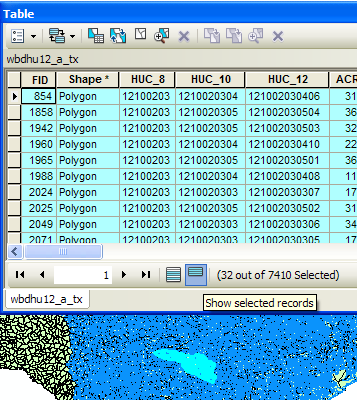 Table
wbdhu12_a_tx
FID Shape * HUC_8 HUC_10 HUC_12 ACR
854 Polygon 12100203 1210020304 121002030406 31
1858 Polygon 12100203 1210020305 121002030504 36
1942 Polygon 12100203 1210020305 121002030503 32
1960 Polygon 12100203 1210020304 121002030410 22
1965 Polygon 12100203 1210020305 121002030501 36
1988 Polygon 12100203 1210020304 121002030408 11
2024 Polygon 12100203 1210020303 121002030307 17
2025 Polygon 12100203 1210020305 121002030502 31
2049 Polygon 12100203 1210020303 121002030306 34
2071 Polygon 12100203 1210020303 121002030305 17
1 (32 out of 7410 Selected)
wbdhu12_a_tx
Show selected records